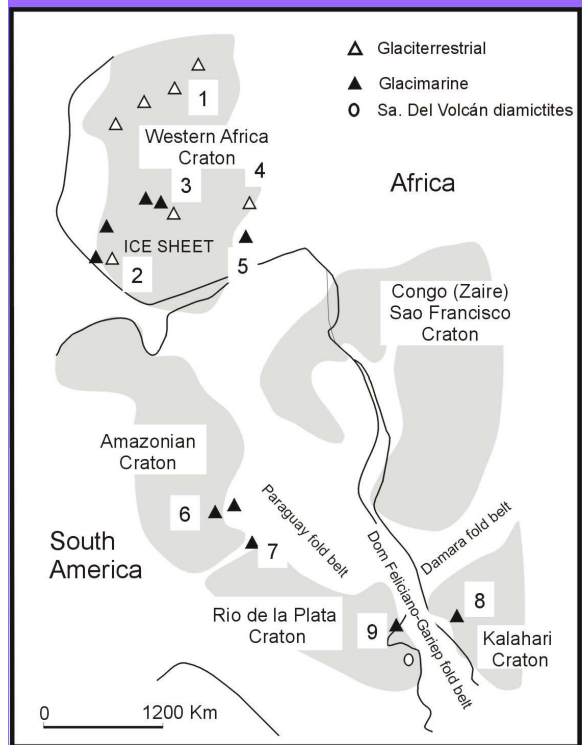 Glaciterrestrial
Glacimarine
Sa. Del Volcán diamictites
1
Western Africa
Craton
4
3
Africa
ICE SHEET
2
5
Congo (Zaire)
Sao Francisco
Craton
Amazonian
Craton
6
Paraguay fold belt
7
South
America
Damara fold belt
Dom Feliciano-Gariep fold belt
Rio de la Plata
Craton
8
9
Kalahari
Craton
0 1200 Km